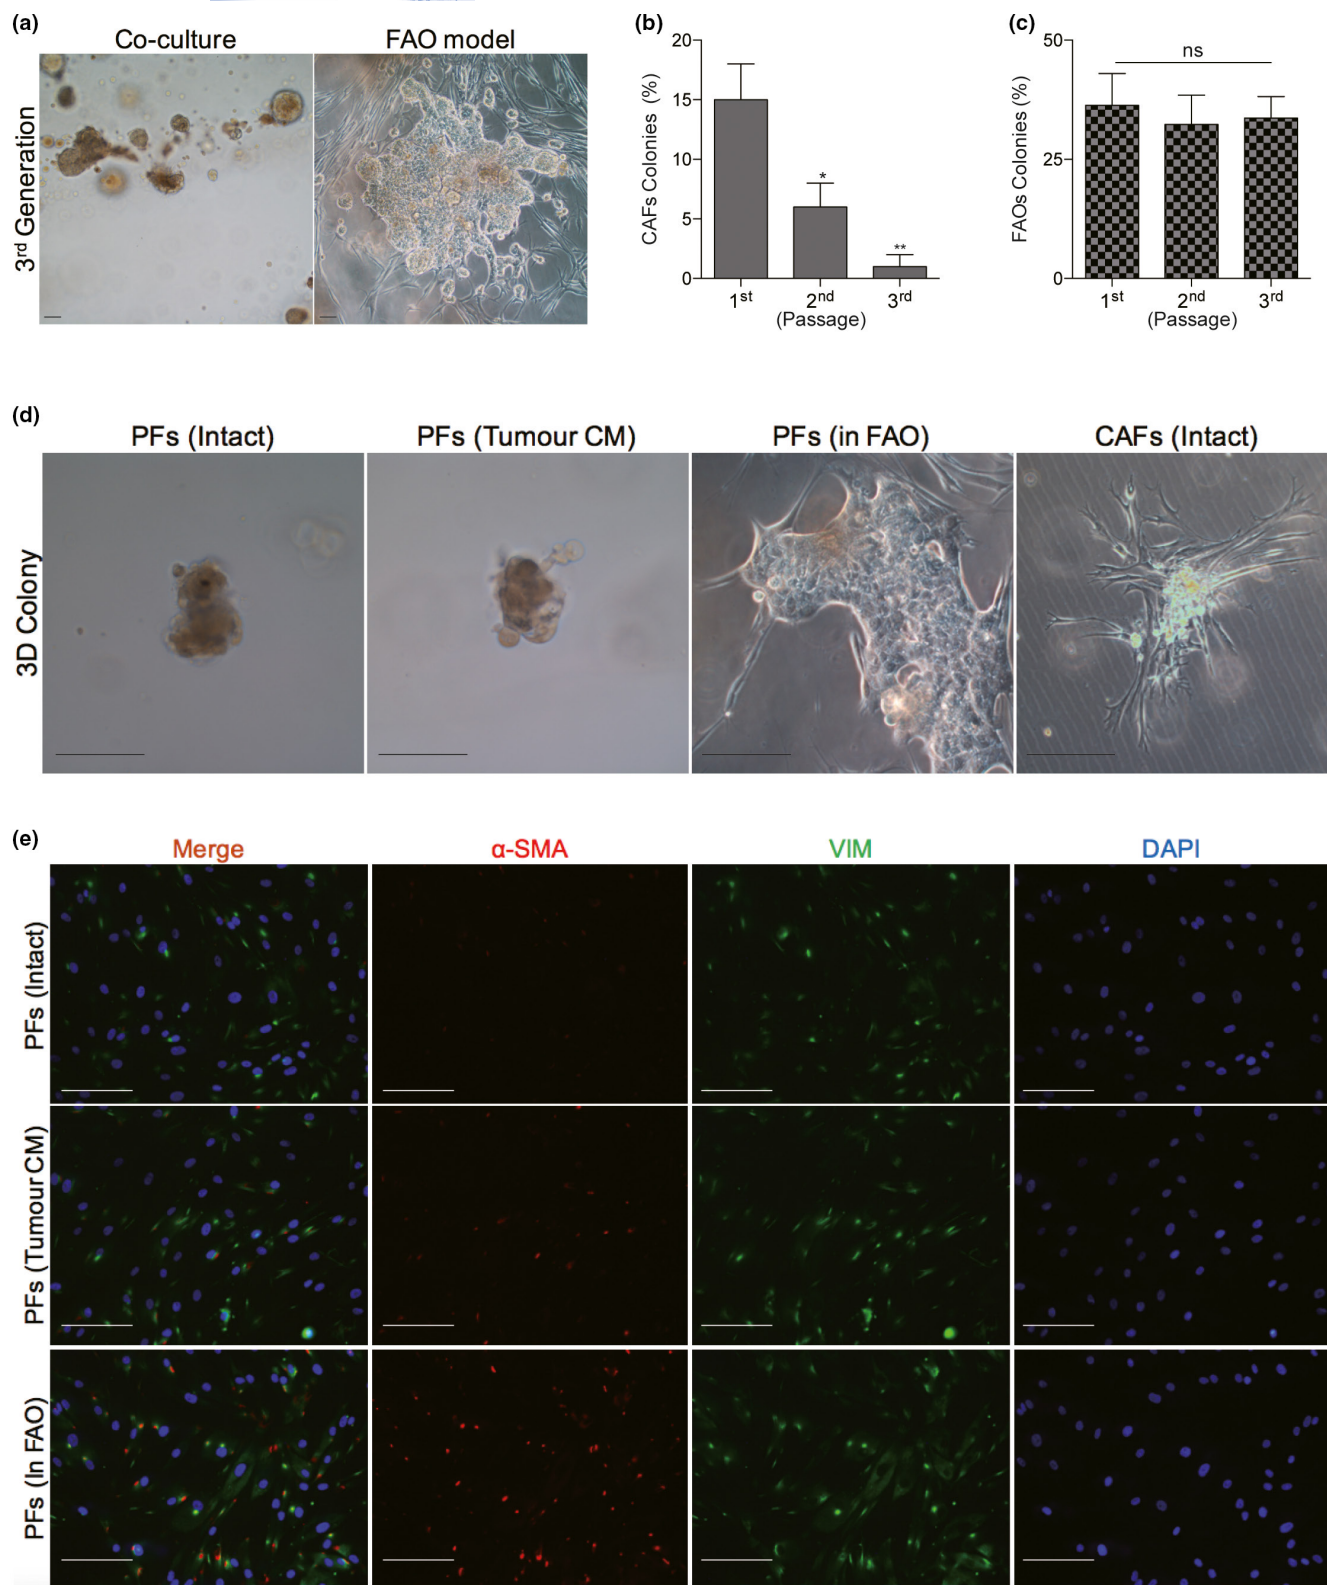 (a)
Co-culture FAO model
3rd Generation
(b)
CAFs Colonies (%)
20
15
10
5
0
*
**
1st 2nd 3rd
(Passage)
(c)
FAOs Colonies (%)
50
25
0
ns
1st 2nd 3rd
(Passage)
(d)
PFs (Intact) PFs (Tumour CM) PFs (in FAO) CAFs (Intact)
3D Colony
(e)
Merge α-SMA VIM DAPI
PFs (Intact)
PFs (Tumour CM)
PFs (In FAO)